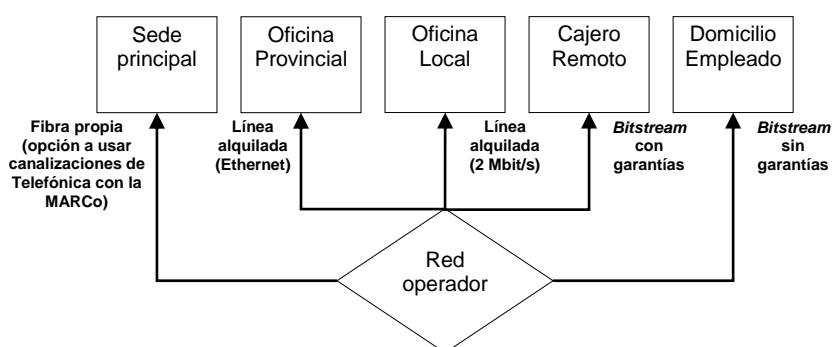 Sede
principal
Oficina
Provincial
Oficina
Local
Cajero
Remoto
Domicilio
Empleado
Fibra propia
(opción a usar
canalizaciones de
Telefónica con la
MARCo)
Línea
alquilada
(Ethernet)
Línea
alquilada
(2 Mbit/s)
Bitstream
con
garantías
Bitstream
sin
garantías
Red
operador